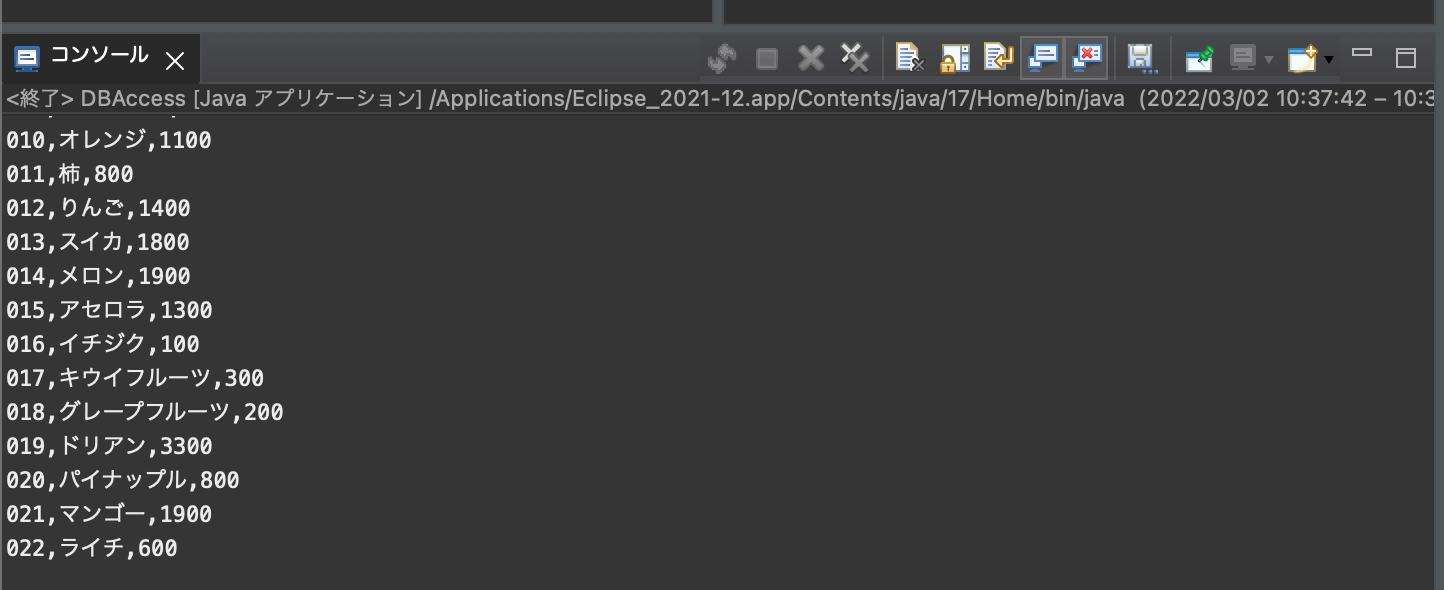 コンソール
<終了> DBAccess [Java アプリケーション] /Applications/Eclipse_2021-12.app/Contents/java/17/Home/bin/java (2022/03/02 10:37:42 – 10:3
010,オレンジ,1100
011,柿,800
012,りんご,1400
013,スイカ,1800
014,メロン,1900
015,アセロラ,1300
016,イチジク,100
017,キウイフルーツ,300
018,グレープフルーツ,200
019,ドリアン,3300
020,パイナップル,800
021,マンゴー,1900
022,ライチ,600